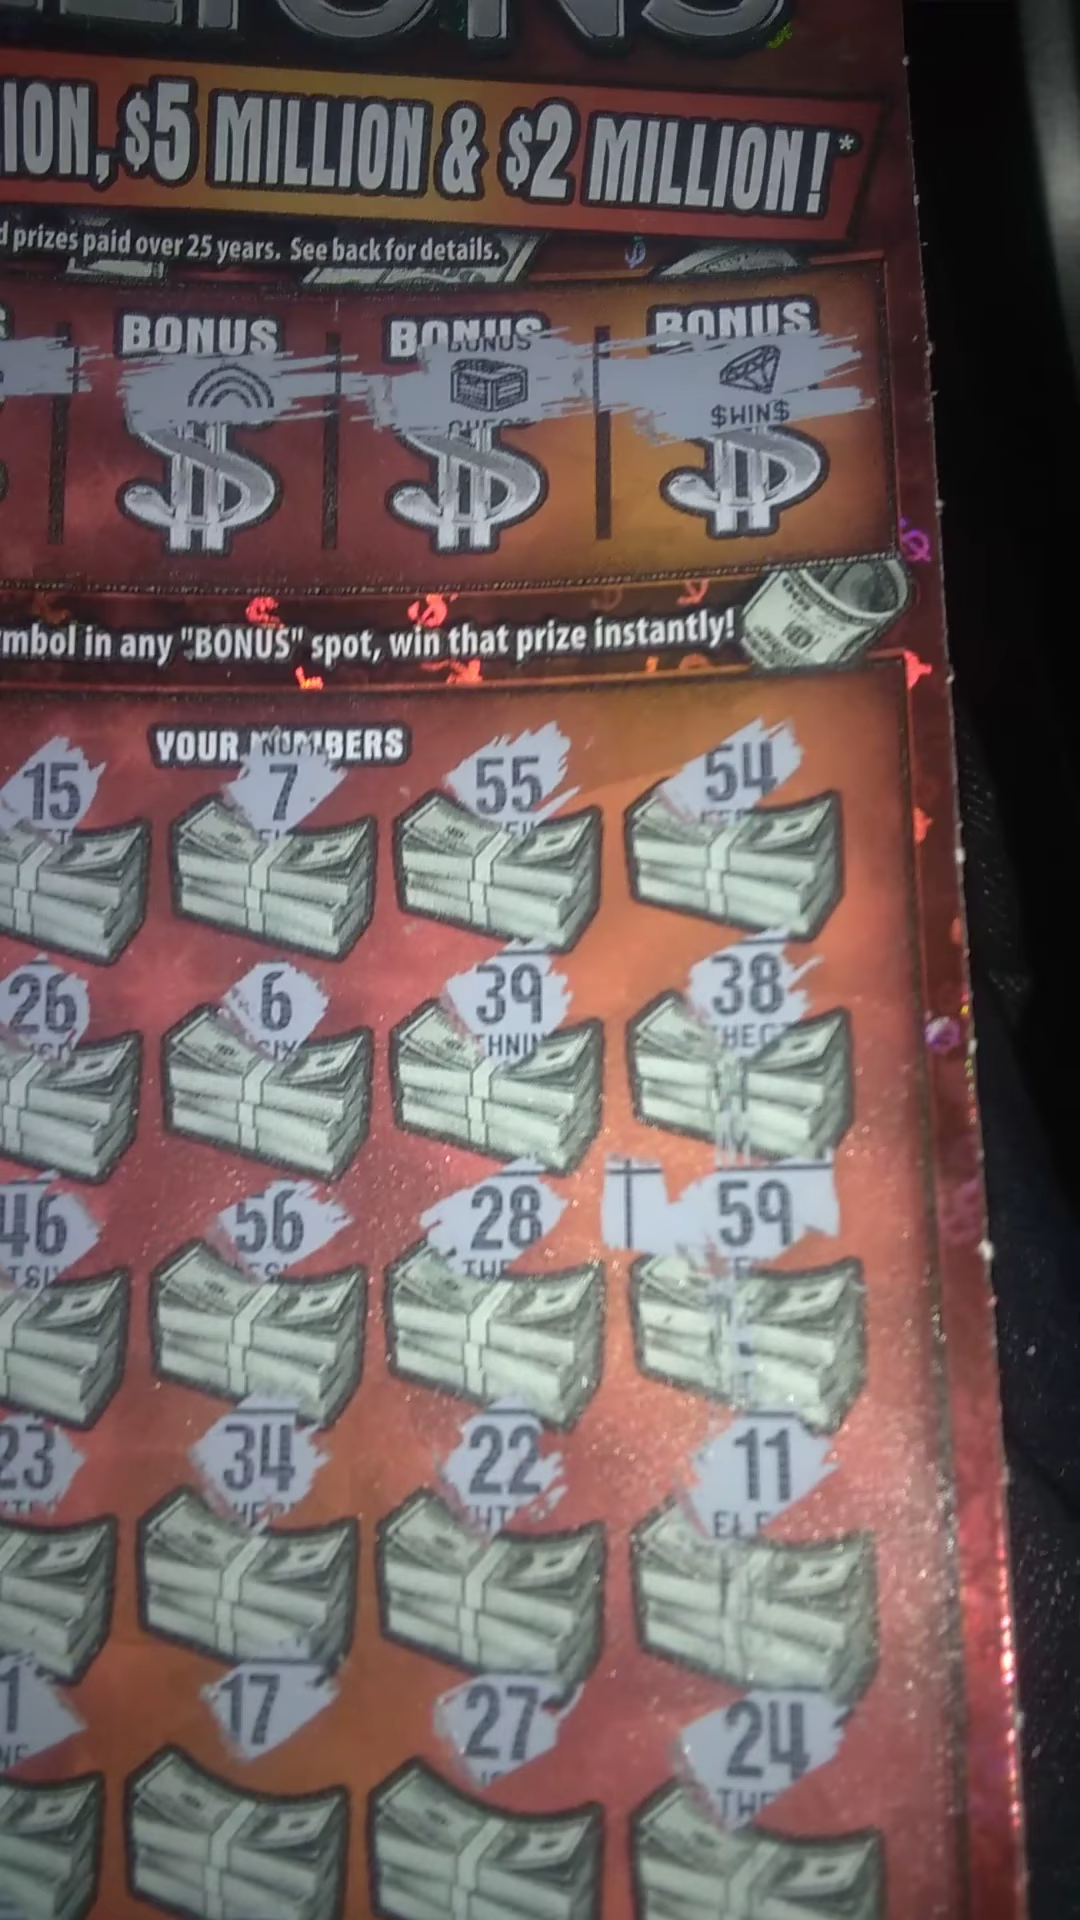 ION, $5 MILLION & $2 MILLION!*
d prizes paid over 25 years. See back for details.
BONUS BONUS BONUS
BONUS
$WIN$
mbol in any "BONUS" spot, win that prize instantly!
YOUR NUMBERS
15 7 55 54
26 6 39 38
46 56 28 59
23 34 22 11
1 17 27 24